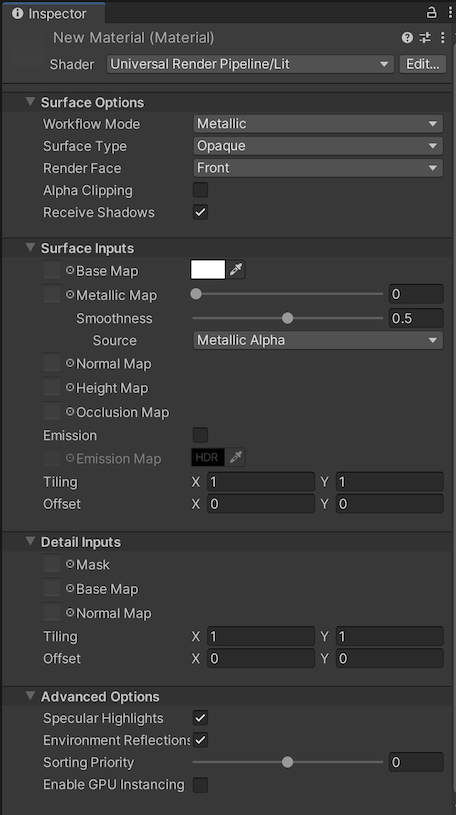 Inspector
New Material (Material)
Shader Universal Render Pipeline/Lit Edit...
Surface Options
Workflow Mode Metallic
Surface Type Opaque
Render Face Front
Alpha Clipping
Receive Shadows
Surface Inputs
Base Map
Metallic Map 0
Smoothness 0.5
Source Metallic Alpha
Normal Map
Height Map
Occlusion Map
Emission
Emission Map HDR
Tiling X 1 Y 1
Offset X 0 Y 0
Detail Inputs
Mask
Base Map
Normal Map
Tiling X 1 Y 1
Offset X 0 Y 0
Advanced Options
Specular Highlights
Environment Reflections
Sorting Priority 0
Enable GPU Instancing